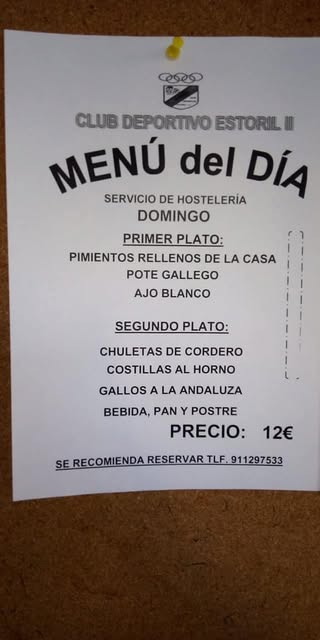 CLUB DEPORTIVO ESTORIL II
MENÚ del DÍA
SERVICIO DE HOSTELERÍA
DOMINGO
PRIMER PLATO:
PIMIENTOS RELLENOS DE LA CASA
POTE GALLEGO
AJO BLANCO
SEGUNDO PLATO:
CHULETAS DE CORDERO
COSTILLAS AL HORNO
GALLOS A LA ANDALUZA
BEBIDA, PAN Y POSTRE
PRECIO: 12€
SE RECOMIENDA RESERVAR TLF. 911297533